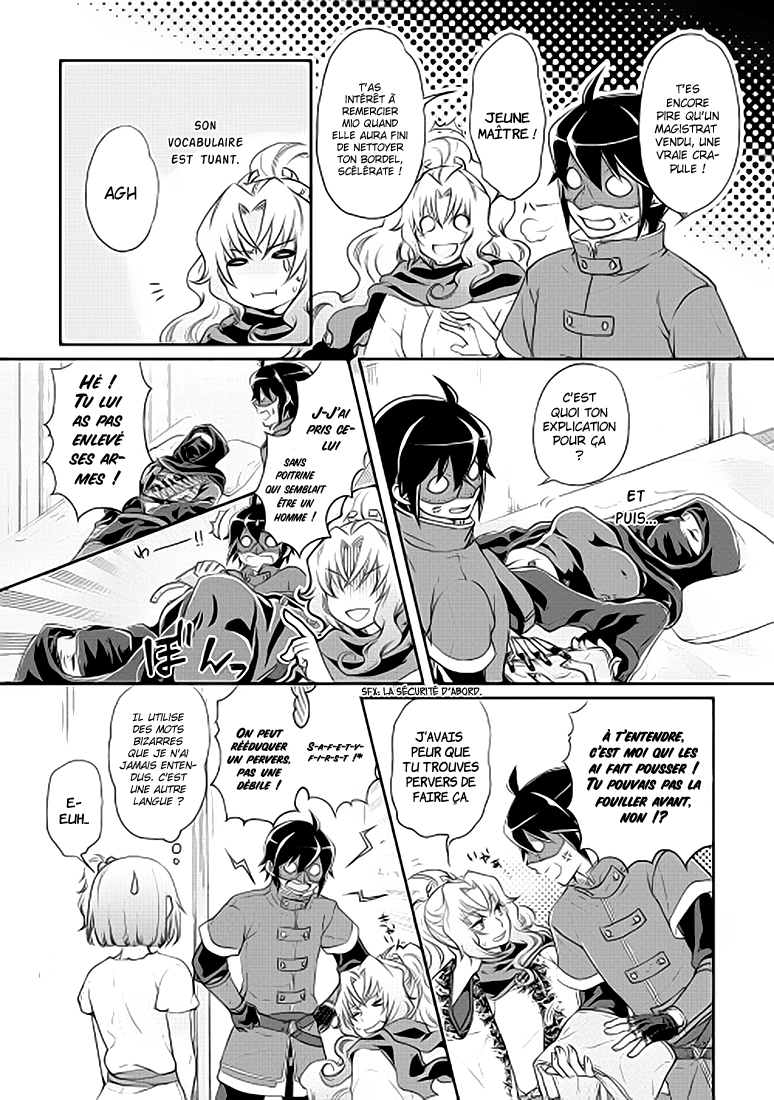 T'ES
ENCORE
PIRE QU'UN
MAGISTRAT
VENDU, UNE
VRAIE CRA-
PULE !
JEUNE
MAÎTRE !
T'AS
INTÉRÊT À
REMERCIER
MIO QUAND
ELLE AURA FINI
DE NETTOYER
TON BORDEL,
SCÉLÉRATE !
SON
VOCABULAIRE
EST TUANT.
AGH
C'EST
QUOI TON
EXPLICATION
POUR ÇA
?
ET
PUIS...
J-J'AI
PRIS CE-
LUI
SANS
POITRINE
QUI SEMBLAIT
ÊTRE UN
HOMME !
HÉ !
TU LUI
AS PAS
ENLEVÉ
SES AR-
MES !
わー—!!
ぼんっ
SFX: LA SÉCURITÉ D'ABORD.
À T'ENTENDRE,
C'EST MOI QUI LES
AI FAIT POUSSER !
TU POUVAIS PAS LA
FOUILLER AVANT,
NON !?
J'AVAIS
PEUR QUE
TU TROUVES
PERVERS DE
FAIRE ÇA.
S-A-F-E-T-Y-
F-I-R-S-T !*
ON PEUT
RÉÉDUQUER
UN PERVERS,
PAS UNE
DÉBILE !
IL UTILISE
DES MOTS
BIZARRES
QUE JE N'AI
JAMAIS ENTEN-
DUS. C'EST
UNE AUTRE
LANGUE ?
E-
EUH...